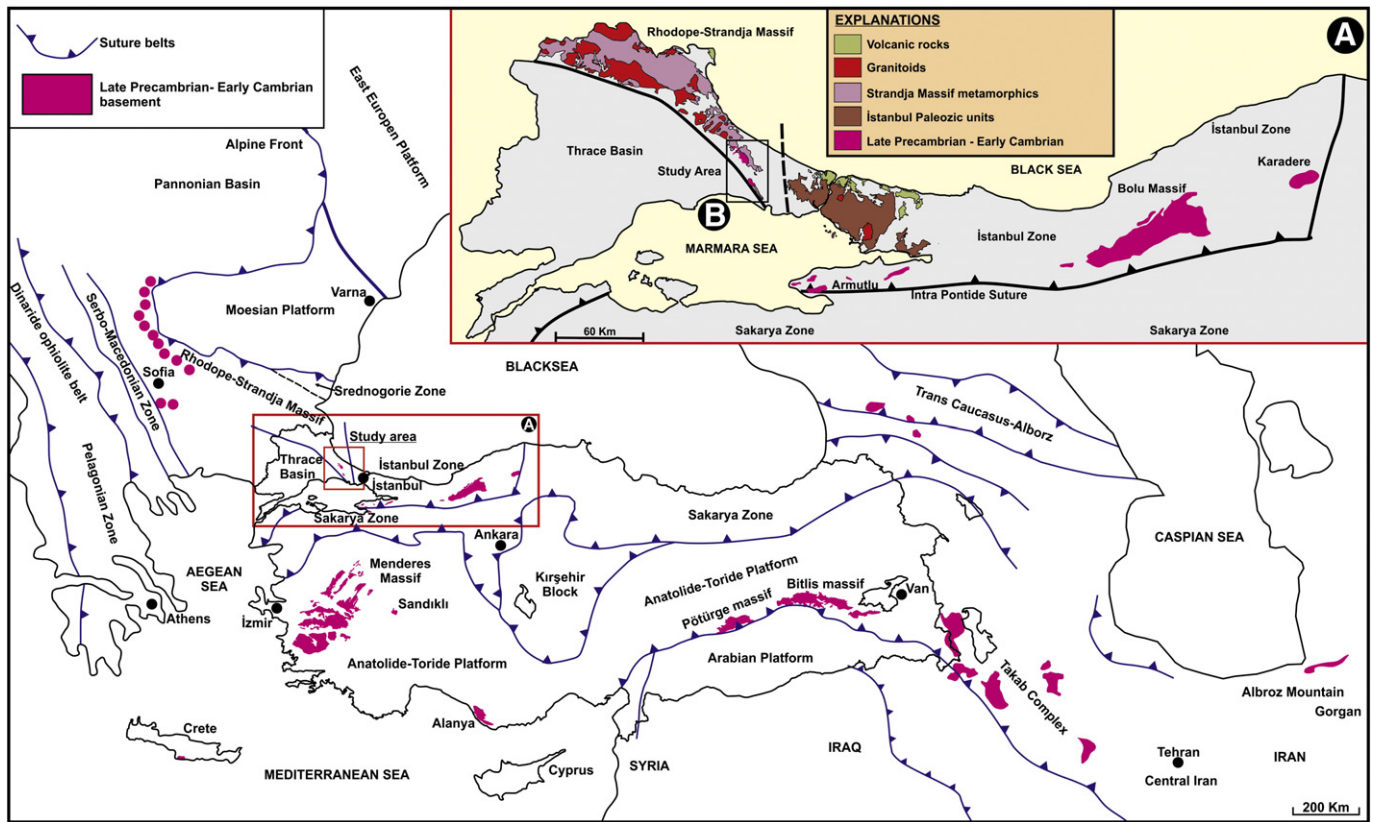 Suture belts
Late Precambrian- Early Cambrian
basement
East Europen Platform
Alpine Front
Pannonian Basin
Dinaride ophiolite belt
Serbo-Macedonian Zone
Moesian Platform
Varna
Sofia
Rhodope-Strandja Massif
Srednogorie Zone
Pelagonian Zone
BLACKSEA
A
Study area
Thrace
Basin
İstanbul Zone
İstanbul
Sakarya Zone
Sakarya Zone
Trans Caucasus-Alborz
CASPIAN SEA
Ankara
AEGEAN
SEA
Athens
İzmir
Menderes
Massif
Sandıklı
Kırşehir
Block
Anatolide-Toride Platform
Anatolide-Toride Platform
Pötürge massif
Bitlis massif
Van
Arabian Platform
Takab Complex
Albroz Mountain
Gorgan
Alanya
Crete
MEDITERRANEAN SEA
Cyprus
SYRIA
IRAQ
Tehran
Central Iran
IRAN
200 Km
EXPLANATIONS
Volcanic rocks
Granitoids
Strandja Massif metamorphics
İstanbul Paleozic units
Late Precambrian - Early Cambrian
A
Rhodope-Strandja Massif
Thrace Basin
Study Area
B
BLACK SEA
MARMARA SEA
İstanbul Zone
Karadere
Bolu Massif
İstanbul Zone
Armutlu
Intra Pontide Suture
60 Km
Sakarya Zone
Sakarya Zone